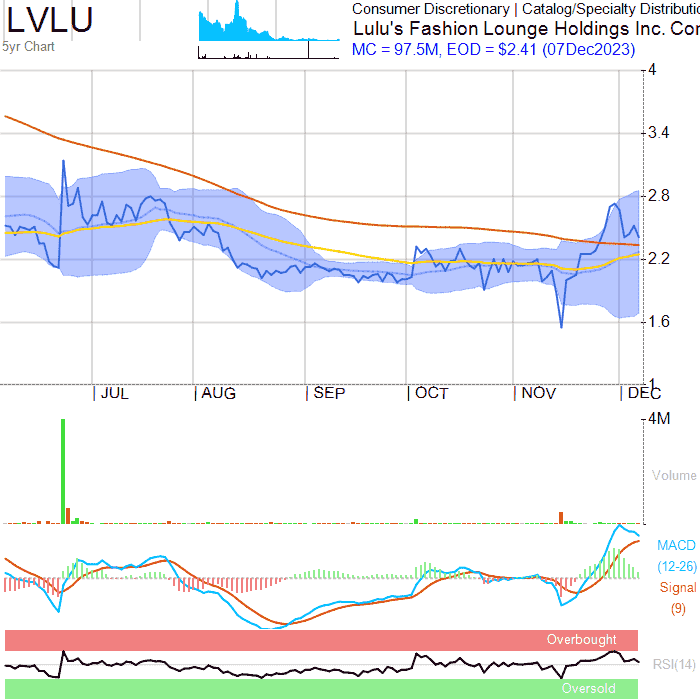 LVLU
5yr Chart
Consumer Discretionary | Catalog/Specialty Distributio
Lulu's Fashion Lounge Holdings Inc. Cor
MC = 97.5M, EOD = $2.41 (07Dec2023)
4
3.4
2.8
2.2
1.6
1
JUL
AUG
SEP
OCT
NOV
DEC
4M
Volume
MACD
(12-26)
Signal
(9)
Overbought
RSI(14)
Oversold